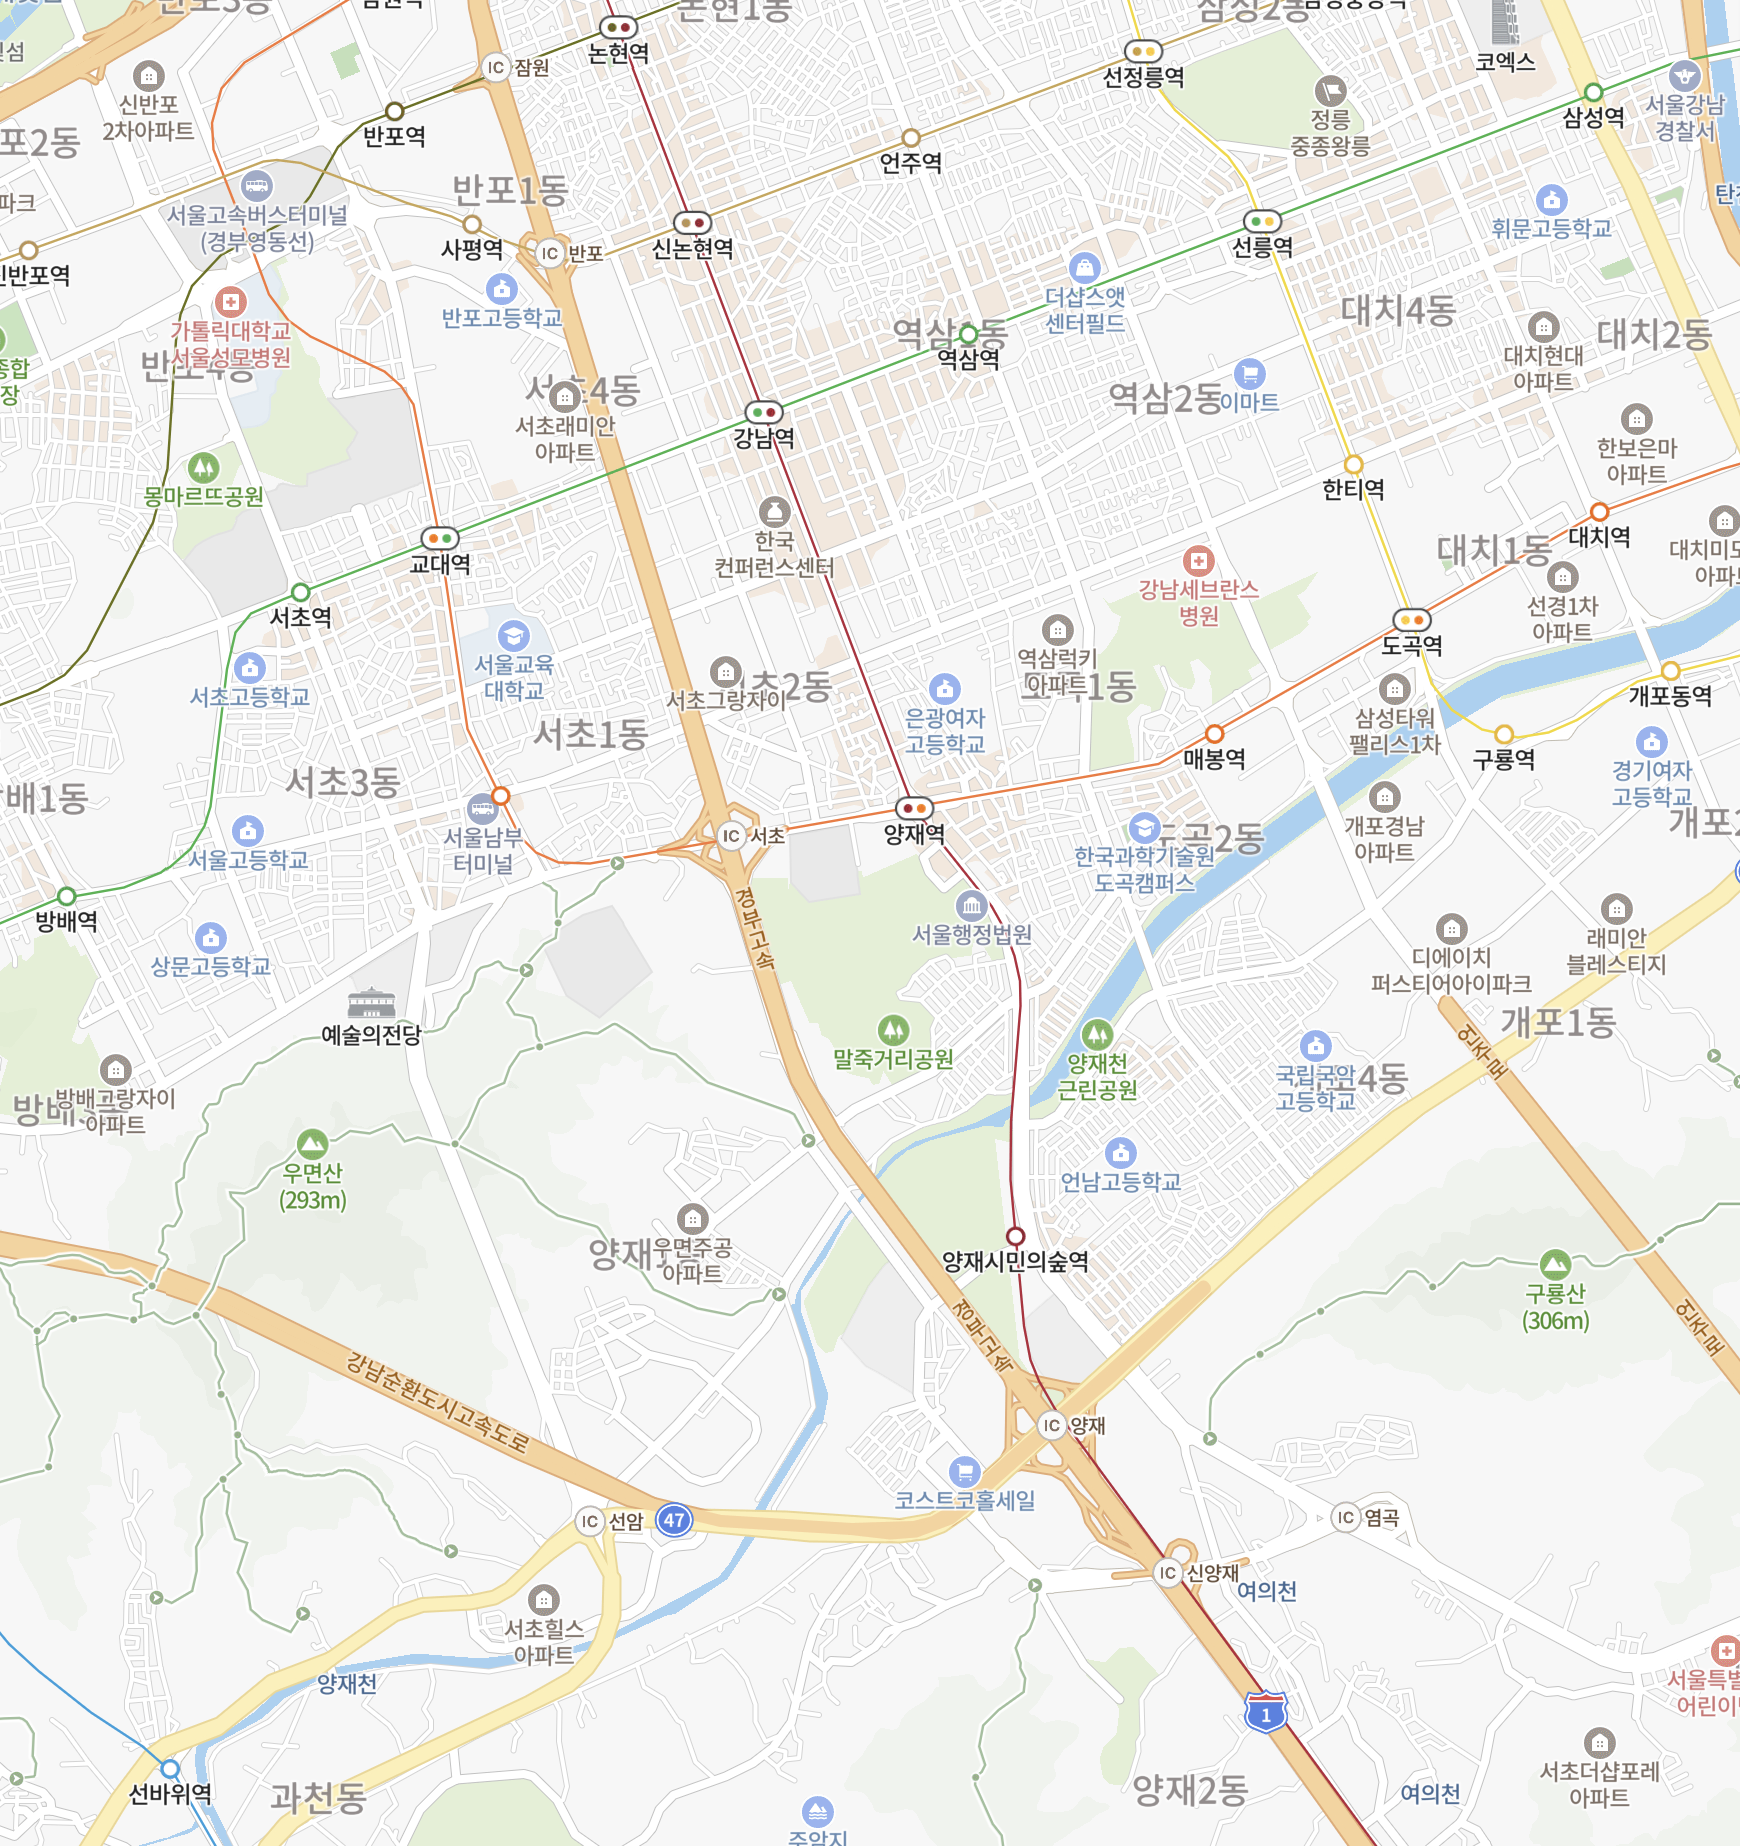 논현1동
논현역
잠원
선정릉역
코엑스
신반포
2차아파트
반포역
언주역
정릉
중종왕릉
삼성역
서울강남
경찰서
반포1동
서울고속버스터미널
(경부영동선)
사평역
반포
신논현역
선릉역
휘문고등학교
반포고등학교
더샵스앳
센터필드
대치4동
가톨릭대학교
서울성모병원
역삼역
대치현대
아파트
대치2동
서초래미안
아파트
강남역
역삼2동
이마트
한보은마
아파트
몽마르뜨공원
한티역
한국
컨퍼런스센터
교대역
대치역
대치1동
서초역
강남세브란스
병원
선경1차
아파트
도곡역
서울교육
대학교
서초고등학교
서초그랑자이
역삼럭키
아파트
은광여자
고등학교
개포동역
서초1동
삼성타워
팰리스1차
매봉역
구룡역
경기여자
고등학교
서초3동
서울남부
터미널
서초
양재역
개포경남
아파트
한국과학기술원
도곡캠퍼스
서울고등학교
방배역
경부고속
서울행정법원
상문고등학교
디에이치
퍼스티어아이파크
래미안
블레스티지
예술의전당
개포1동
언주로
말죽거리공원
양재천
근린공원
국립국악
고등학교
방배그랑자이
아파트
우면산
(293m)
언남고등학교
우면주공
아파트
양재시민의숲역
구룡산
(306m)
언주로
경부고속
강남순환도시고속도로
IC 양재
코스트코홀세일
IC 선암
47
IC 염곡
IC 신양재
여의천
서초힐스
아파트
양재천
1
선바위역
과천동
양재2동
여의천
서초더샵포레
아파트
주암지